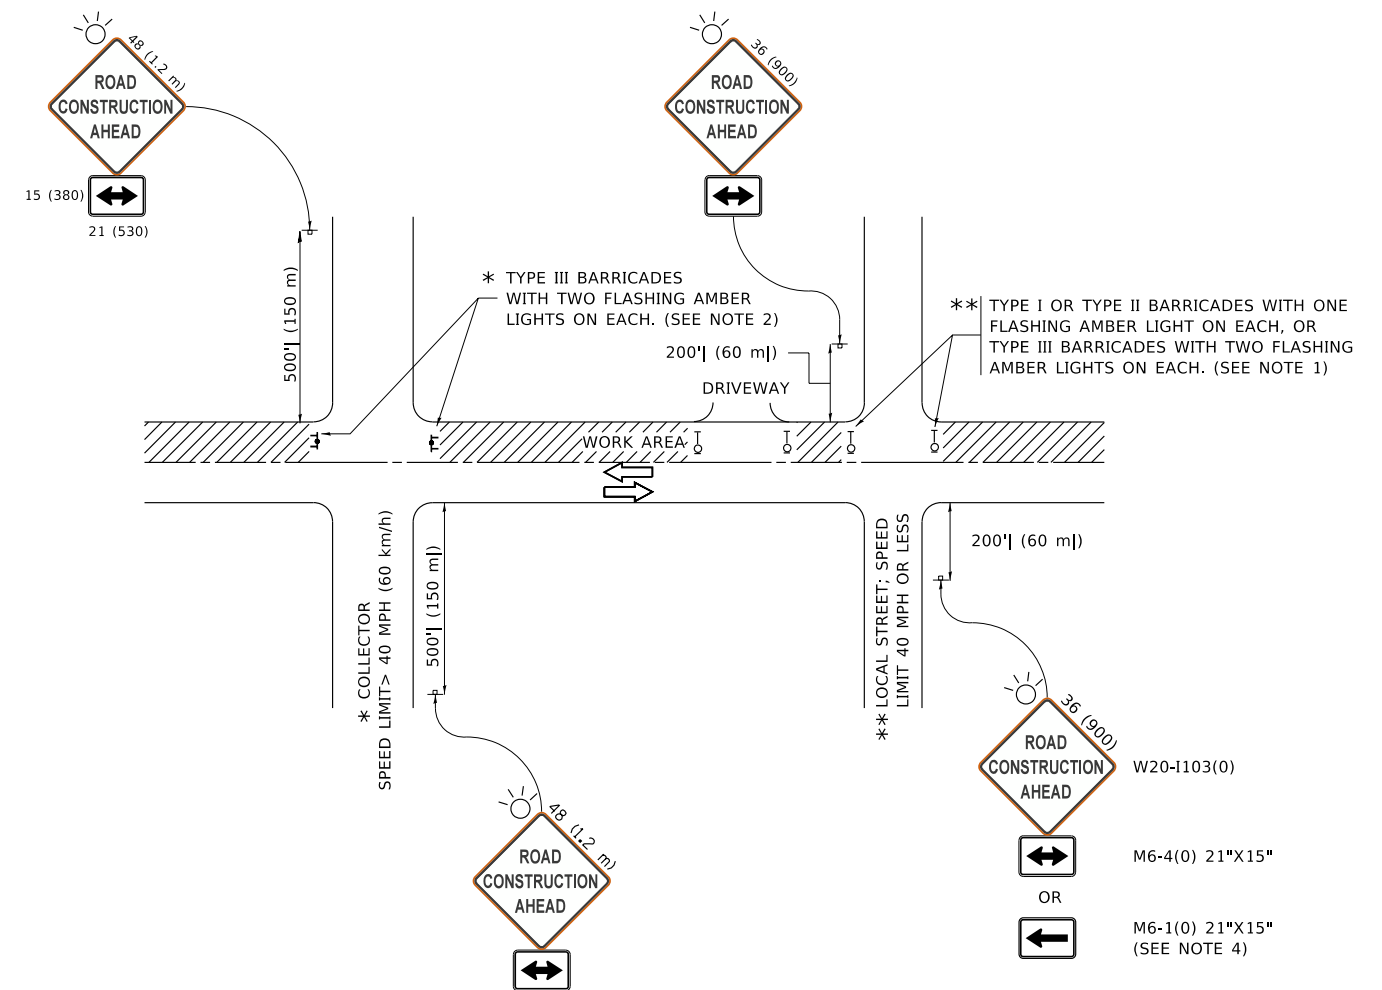 48 (1.2 m)
ROAD
CONSTRUCTION
AHEAD
15 (380)
21 (530)
36 (900)
ROAD
CONSTRUCTION
AHEAD
500'| (150 m)
* TYPE III BARRICADES
WITH TWO FLASHING AMBER
LIGHTS ON EACH. (SEE NOTE 2)
200'| (60 m|)
DRIVEWAY
** TYPE I OR TYPE II BARRICADES WITH ONE
FLASHING AMBER LIGHT ON EACH, OR
TYPE III BARRICADES WITH TWO FLASHING
AMBER LIGHTS ON EACH. (SEE NOTE 1)
WORK AREA
* COLLECTOR
SPEED LIMIT> 40 MPH (60 km/h)
500'| (150 m|)
** LOCAL STREET; SPEED
LIMIT 40 MPH OR LESS
200'| (60 m|)
48 (1.2 m)
ROAD
CONSTRUCTION
AHEAD
36 (900)
ROAD
CONSTRUCTION
AHEAD
W20-I103(0)
M6-4(0) 21"X15"
OR
M6-1(0) 21"X15"
(SEE NOTE 4)